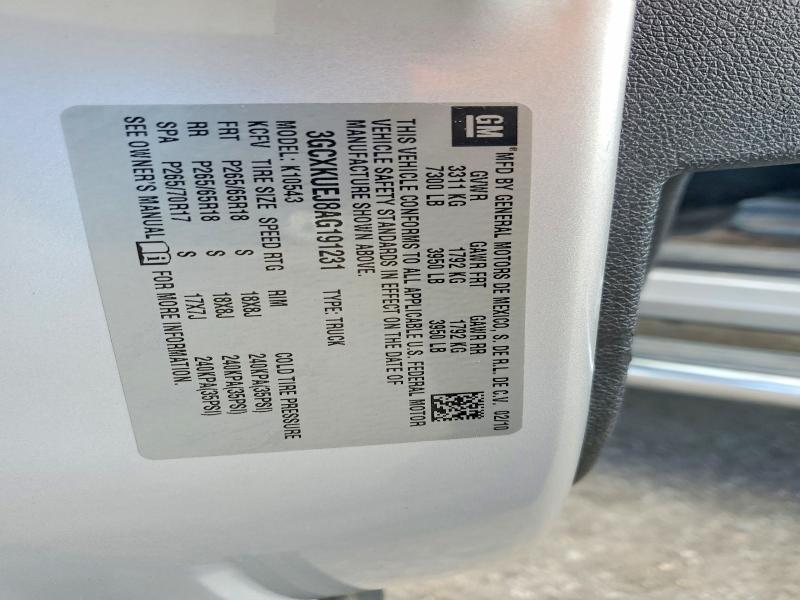 GM
MFD BY GENERAL MOTORS DE MEXICO, S. DE R.L. DE C.V. 02/10
GVWR GAWR FRT GAWR RR
3311 KG 1792 KG 1792 KG
7300 LB 3950 LB 3950 LB
THIS VEHICLE CONFORMS TO ALL APPLICABLE U.S. FEDERAL MOTOR
VEHICLE SAFETY STANDARDS IN EFFECT ON THE DATE OF
MANUFACTURE SHOWN ABOVE.
3GCXKUEJ8AG191231 TYPE: TRUCK
MODEL: K10543
KCFV TIRE SIZE SPEED RTG RIM COLD TIRE PRESSURE
FRT P265/65R18 S 18X8J 240KPA(35PSI)
RR P265/65R18 S 18X8J 240KPA(35PSI)
SPA P265/70R17 S 17X7J 240KPA(35PSI)
SEE OWNER'S MANUAL FOR MORE INFORMATION.